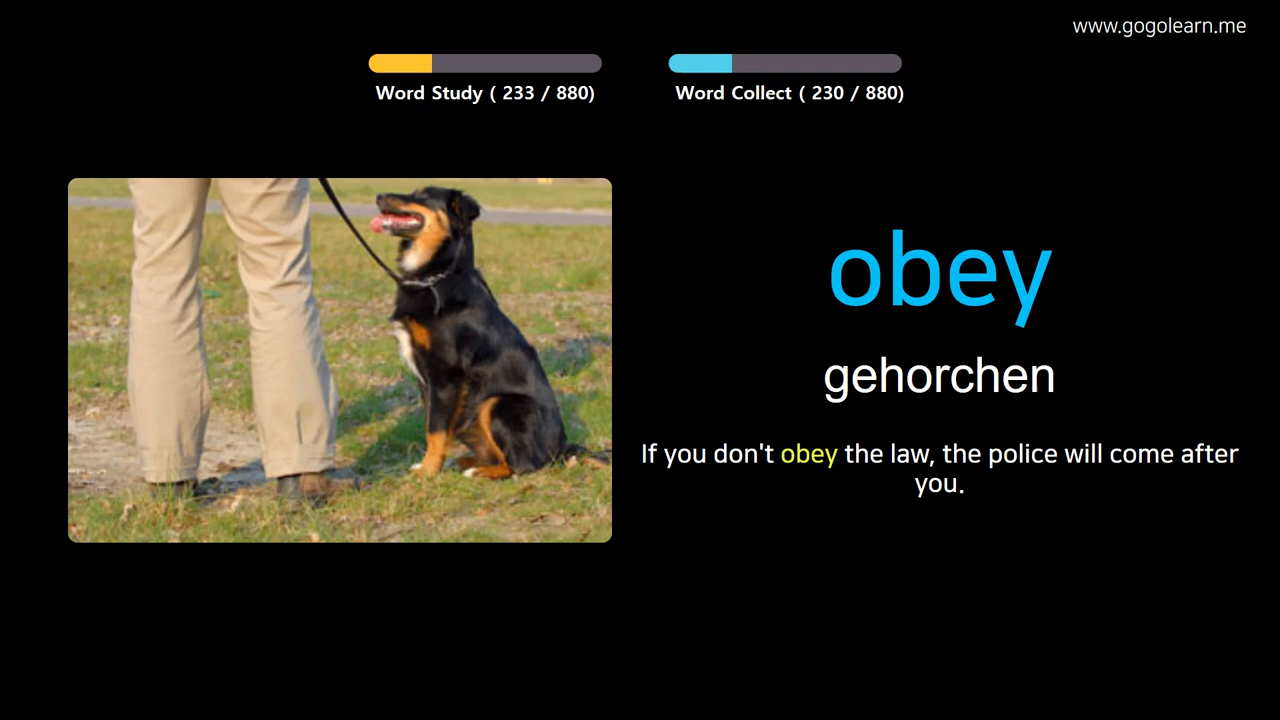 www.gogolearn.me
Word Study ( 233 / 880)
Word Collect ( 230 / 880)
obey
gehorchen
If you don't obey the law, the police will come after
you.